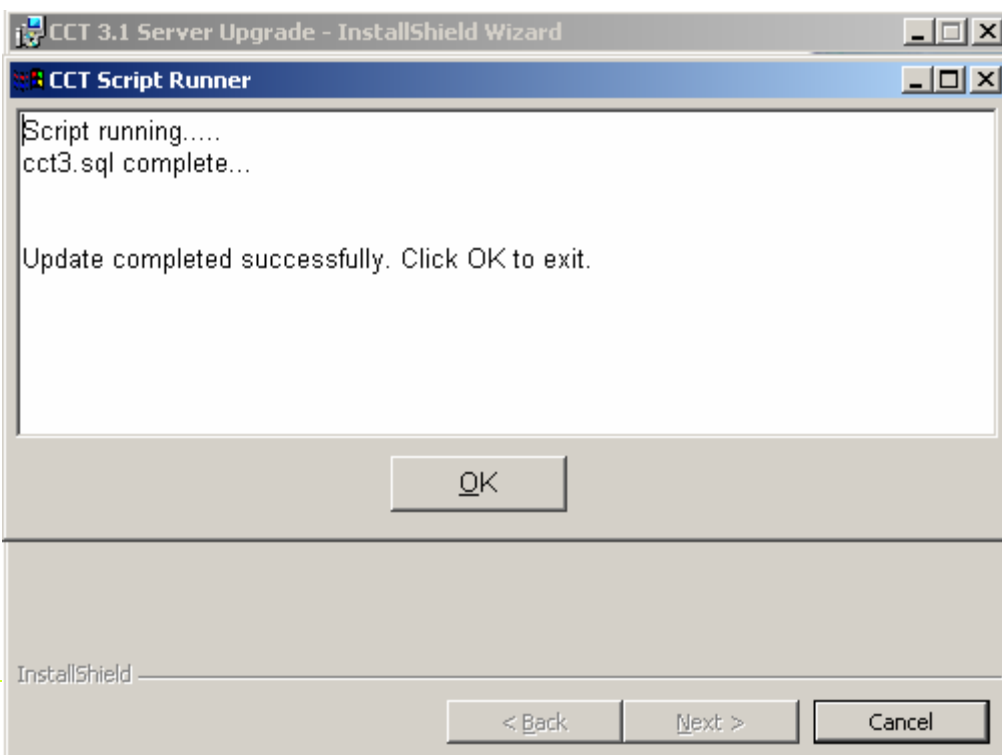 CCT 3.1 Server Upgrade - InstallShield Wizard
CCT Script Runner
Script running.....
cct3.sql complete...
Update completed successfully. Click OK to exit.
OK
InstallShield
< Back Next > Cancel